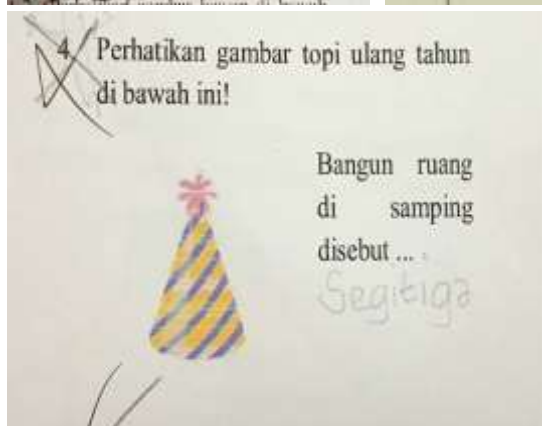 4. Perhatikan gambar topi ulang tahun
di bawah ini!
Bangun ruang
di samping
disebut ...
Segitiga